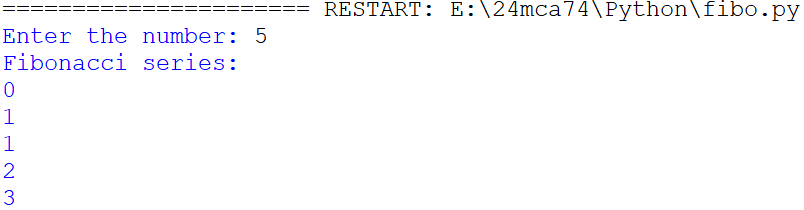 ====================== RESTART: E:\24mca74\Python\fibo.py
Enter the number: 5
Fibonacci series:
0
1
1
2
3